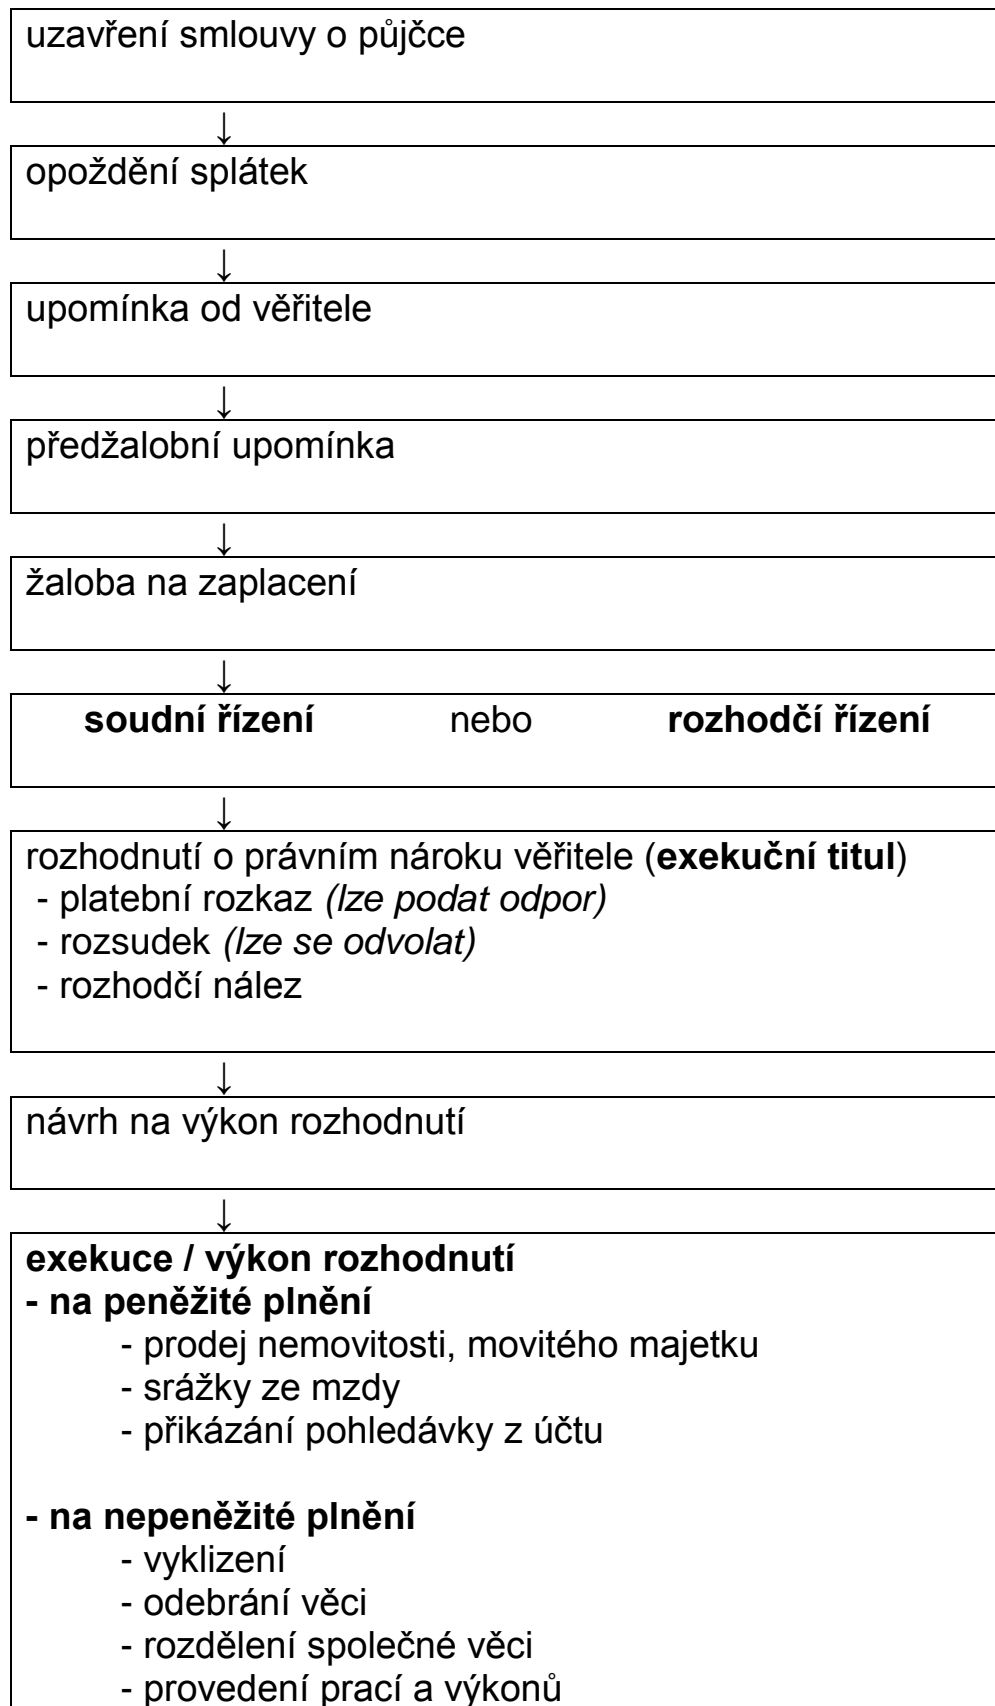 uzavření smlouvy o půjčce
↓
opoždění splátek
↓
upomínka od věřitele
↓
předžalobní upomínka
↓
žaloba na zaplacení
↓
soudní řízení nebo rozhodčí řízení
↓
rozhodnutí o právním nároku věřitele (exekuční titul)
- platební rozkaz (lze podat odpor)
- rozsudek (lze se odvolat)
- rozhodčí nález
↓
návrh na výkon rozhodnutí
↓
exekuce / výkon rozhodnutí
- na peněžité plnění
- prodej nemovitosti, movitého majetku
- srážky ze mzdy
- přikázání pohledávky z účtu
- na nepeněžité plnění
- vyklizení
- odebrání věci
- rozdělení společné věci
- provedení prací a výkonů